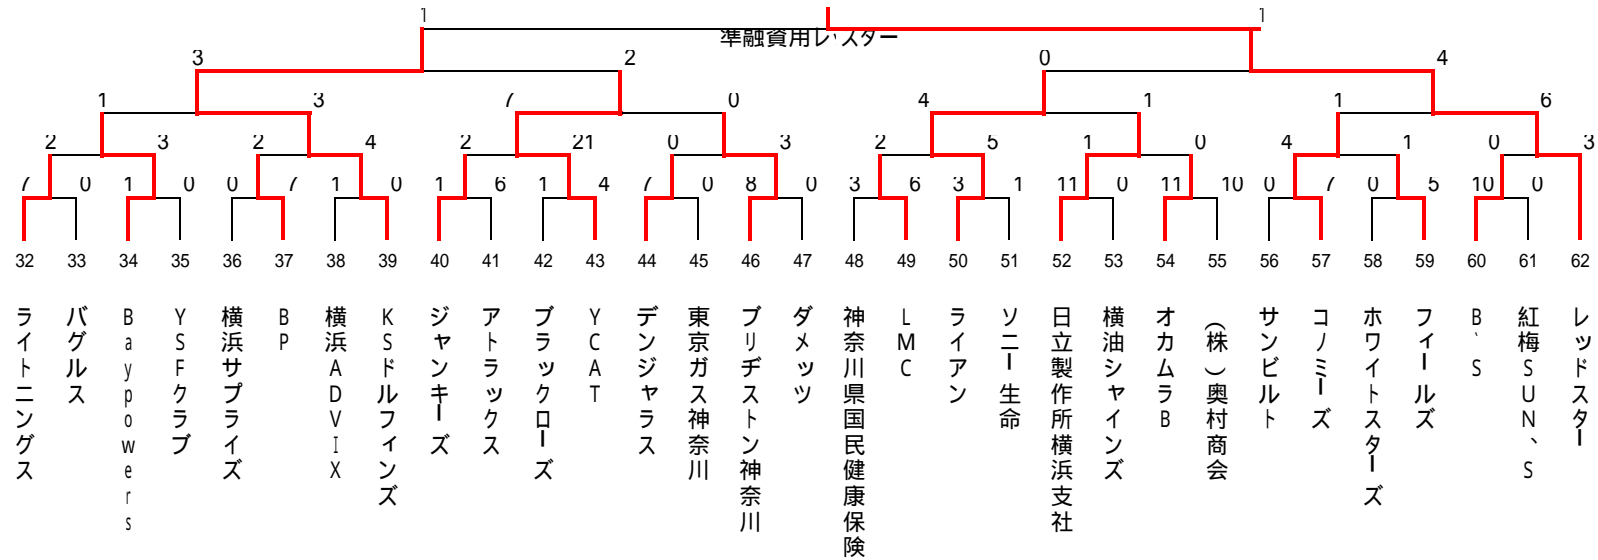 1 1
準融資用レ スター
3 2 0 4
1 3 7 0 4 1 1 6
2 3 2 4 2 21 0 3 2 5 1 0 4 1 0 3
7 0 1 0 0 7 1 0 1 6 1 4 7 0 8 0 3 6 3 1 11 0 11 10 0 7 0 5 10 0
32 33 34 35 36 37 38 39 40 41 42 43 44 45 46 47 48 49 50 51 52 53 54 55 56 57 58 59 60 61 62
ライトニングス
バグルス
Baypowers
YSFクラブ
横浜サプライズ
BP
横浜ADVIX
KSドルフィンズ
ジャンキーズ
アトラックス
ブラックローズ
YCAT
デンジャラス
東京ガス神奈川
ブリヂストン神奈川
ダメッツ
神奈川県国民健康保険
LMC
ライアン
ソニー生命
日立製作所横浜支社
横油シャインズ
オカムラB
(株)奥村商会
サンビルト
コノミーズ
ホワイトスターズ
フィールズ
B`S
紅梅SUN、S
レッドスター